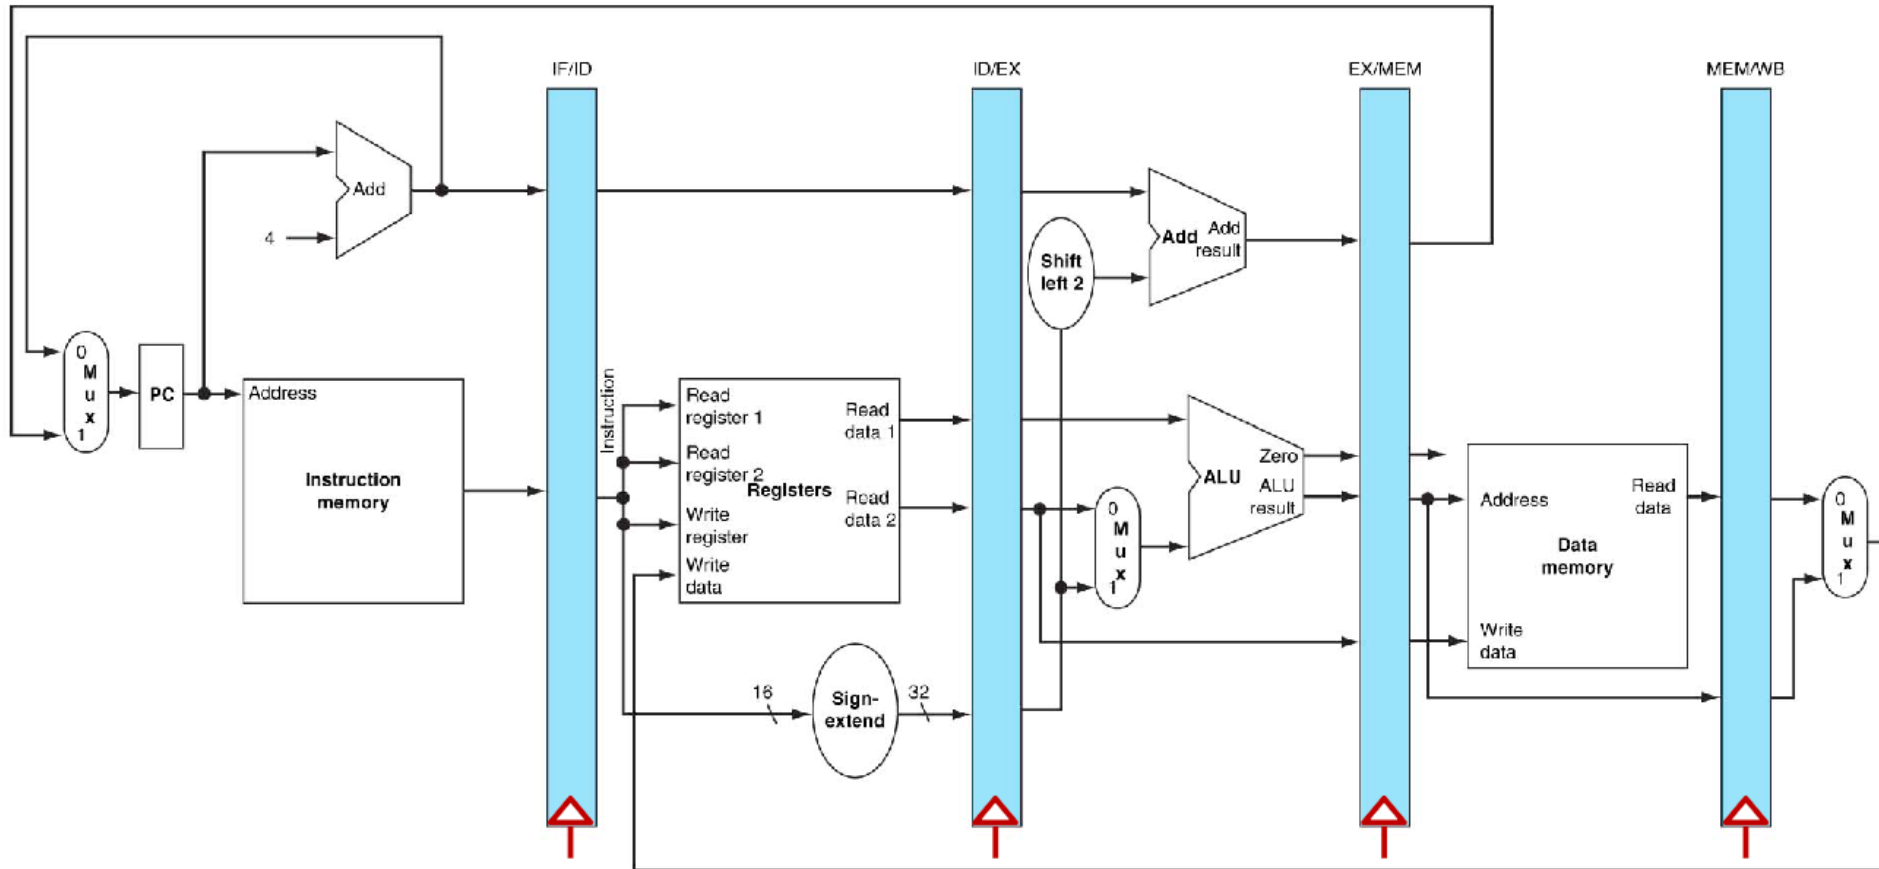 IF/ID
ID/EX
EX/MEM
MEM/WB
Add
4
Add
Add
result
Shift
left 2
0
M
u
x
1
PC
Address
Instruction
memory
Instruction
Read
register 1
Read
register 2
Write
register
Write
data
Registers
Read
data 1
Read
data 2
16
Sign-
extend
32
0
M
u
x
1
Zero
ALU
ALU
result
Address
Read
data
Data
memory
Write
data
0
M
u
x
1